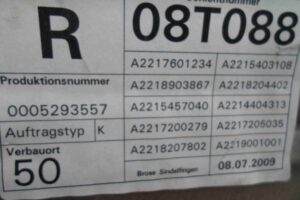 R
08T088
Produktionsnummer
0005293557
Auftragstyp K
Verbauort
50
A2217601234 A2215403108
A2218903867 A2218204402
A2215457040 A2214404313
A2217200279 A2217205035
A2218207802 A2219001001
Brose Sindelfingen 08.07.2009